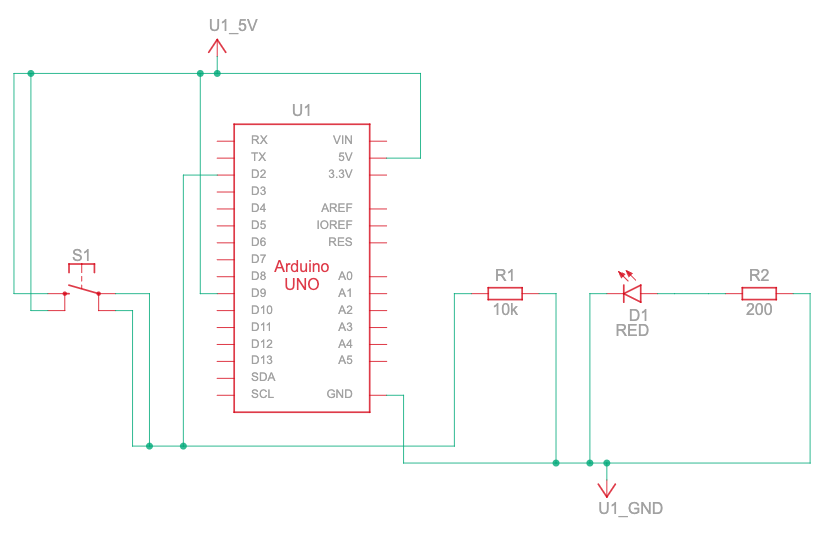 U1_5V
U1
RX
VIN
TX
5V
D2
3.3V
D3
D4
AREF
D5
IOREF
D6
RES
D7
S1
Arduino
UNO
D8
A0
D9
A1
D10
A2
D11
A3
D12
A4
D13
A5
SDA
SCL
GND
R1
10k
D1
RED
R2
200
U1_GND